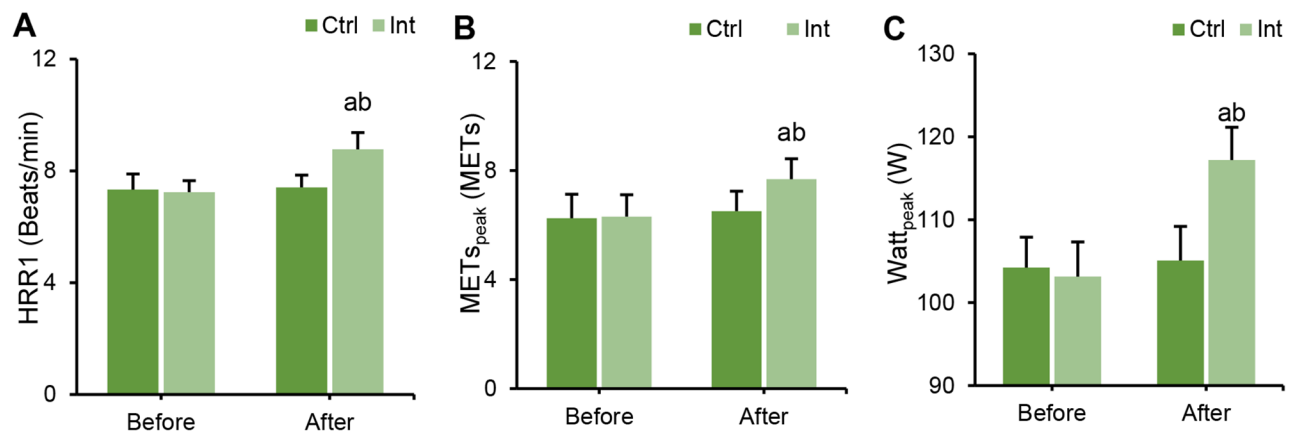 A
Ctrl Int
HRR1 (Beats/min)
12
8
4
0
ab
Before After
B
Ctrl Int
METspeak (METs)
12
8
4
0
ab
Before After
C
Ctrl Int
Wattpeak (W)
130
120
110
100
90
ab
Before After